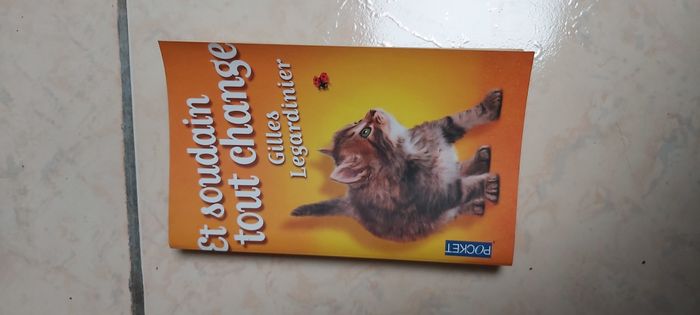 Et soudain
tout change
Gilles
Legardinier
POCKET